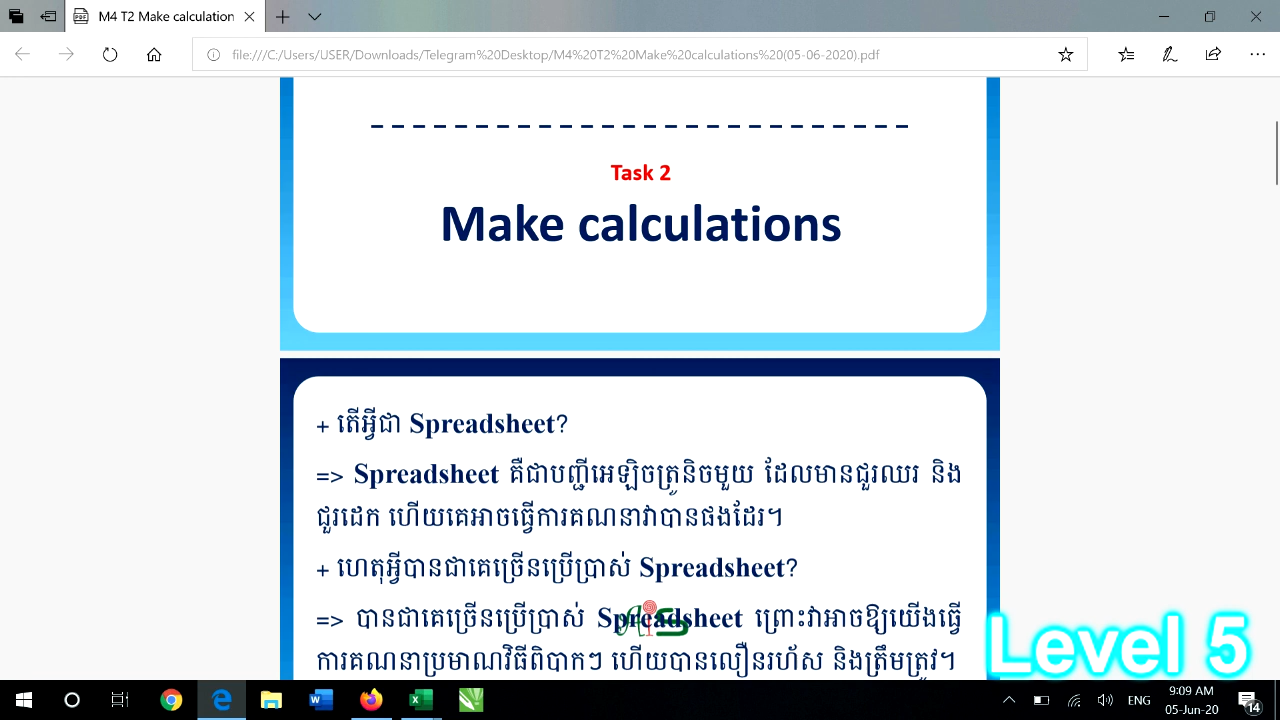 M4 T2 Make calculation
file:///C:/Users/USER/Downloads/Telegram%20Desktop/M4%20T2%20Make%20calculations%20(05-06-2020).pdf
Task 2
Make calculations
+ តើអ្វីជា Spreadsheet?
=> Spreadsheet គឺជាបញ្ជីអេឡិចត្រូនិចមួយ ដែលមានជួរឈរ និង
ជួរដេក ហើយគេអាចធ្វើការគណនាវាបានផងដែរ។
+ ហេតុអ្វីបានជាគេច្រើនប្រើប្រាស់ Spreadsheet?
=> បានជាគេច្រើនប្រើប្រាស់ Spreadsheet ព្រោះវាអាចឱ្យយើងធ្វើ
ការគណនាប្រមាណវិធីពិបាកៗ ហើយបានលឿនរហ័ស និងត្រឹមត្រូវ។
AiS
Level 5
ENG
9:09 AM
05-Jun-20
14